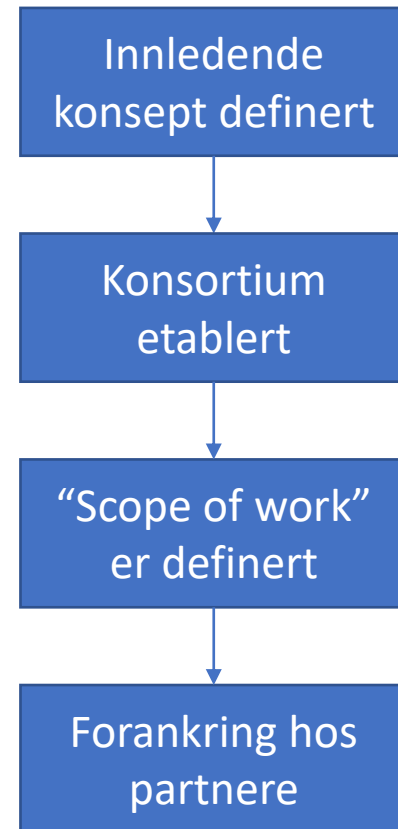 Innledende
konsept definert
Konsortium
etablert
“Scope of work”
er definert
Forankring hos
partnere